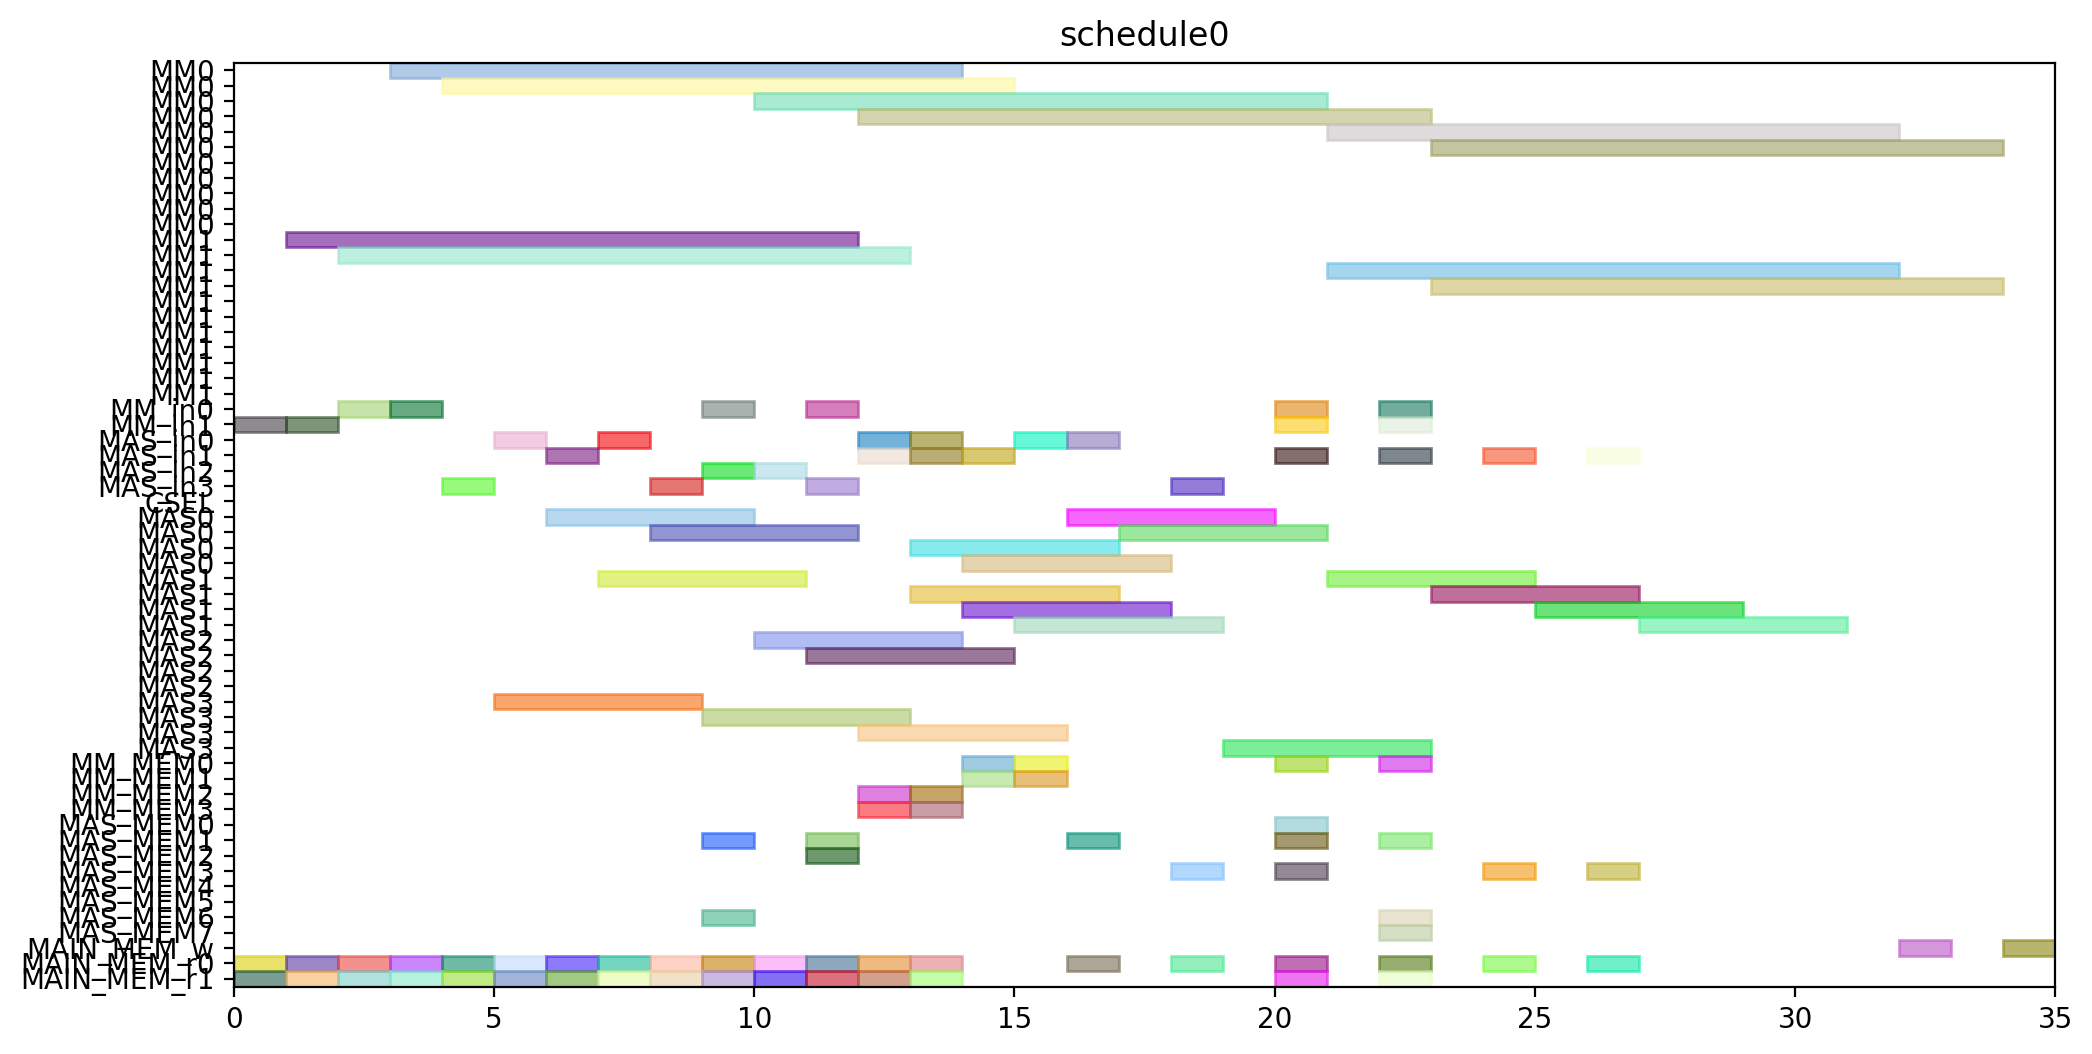 schedule0
MM0
MM0
MM0
MM0
MM0
MM0
MM0
MM0
MM0
MM0
MM0
MM1
MM1
MM1
MM1
MM1
MM1
MM1
MM1
MM1
MM1
MM1
MM_in0
MM_in1
MAS_in0
MAS_in1
MAS_in2
MAS_in3
CSEL
MAS0
MAS0
MAS0
MAS0
MAS1
MAS1
MAS1
MAS1
MAS2
MAS2
MAS2
MAS2
MAS3
MAS3
MAS3
MAS3
MM_MEM0
MM_MEM1
MM_MEM2
MM_MEM3
MAS_MEM0
MAS_MEM1
MAS_MEM2
MAS_MEM3
MAS_MEM4
MAS_MEM5
MAS_MEM6
MAS_MEM7
MAIN_MEM_w
MAIN_MEM_r0
MAIN_MEM_r1
0 5 10 15 20 25 30 35